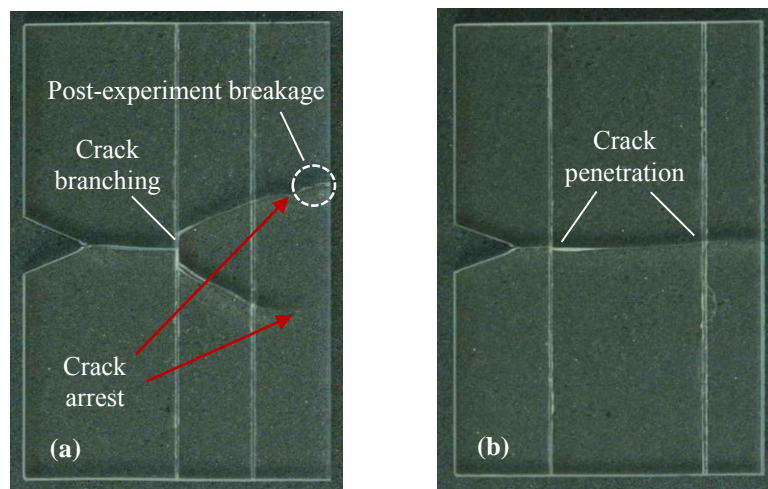 Post-experiment breakage
Crack
branching
Crack
arrest
(a)
Crack
penetration
(b)